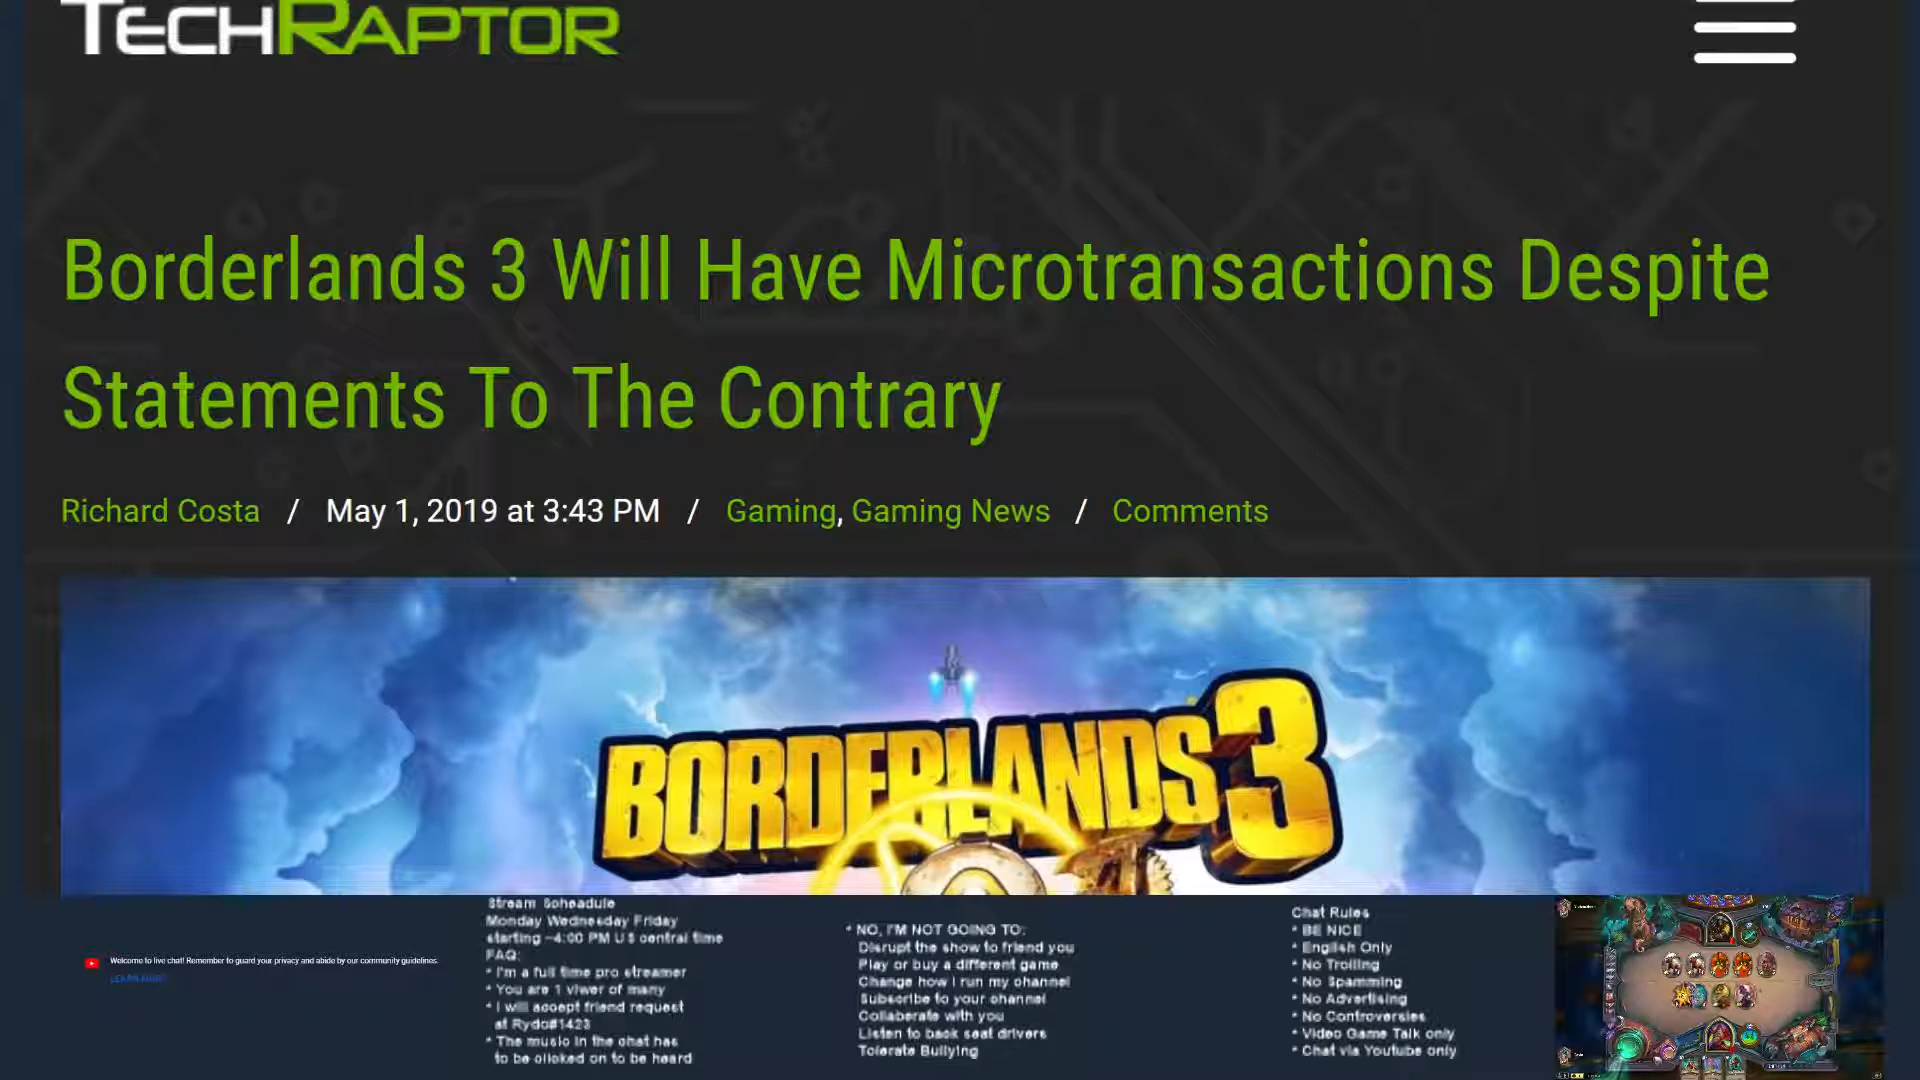 TECHRAPTOR
Borderlands 3 Will Have Microtransactions Despite
Statements To The Contrary
Richard Costa / May 1, 2019 at 3:43 PM / Gaming, Gaming News / Comments
BORDERLANDS 3
Welcome to live chat! Remember to guard your privacy and abide by our community guidelines.
LEARN MORE
Stream Scheadule
Monday Wednesday Friday
starting ~4:00 PM US central time
FAQ:
* I'm a full time pro streamer
* You are 1 viwer of many
* I will accept friend request
at Rydo#1423
* The music in the chat has
to be clicked on to be heard
* NO, I'M NOT GOING TO:
Disrupt the show to friend you
Play or buy a different game
Change how I run my channel
Subscribe to your channel
Collaberate with you
Listen to back seat drivers
Tolerate Bullying
Chat Rules
* BE NICE
* English Only
* No Trolling
* No Spamming
* No Advertising
* No Controversies
* Video Game Talk only
* Chat via Youtube only